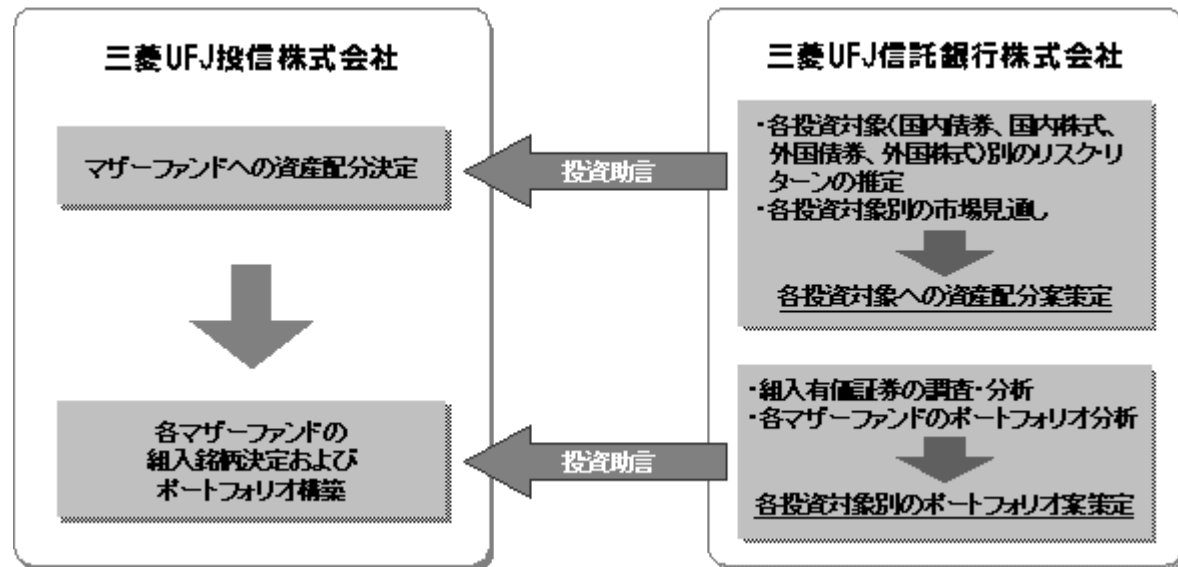 三菱UFJ投信株式会社
マザーファンドへの資産配分決定
各マザーファンドの
組入銘柄決定および
ポートフォリオ構築
投資助言
投資助言
三菱UFJ信託銀行株式会社
・各投資対象(国内債券、国内株式、
外国債券、外国株式)別のリスク・リ
ターンの推定
・各投資対象別の市場見通し
各投資対象への資産配分案策定
・組入有価証券の調査・分析
・各マザーファンドのポートフォリオ分析
各投資対象別のポートフォリオ案策定